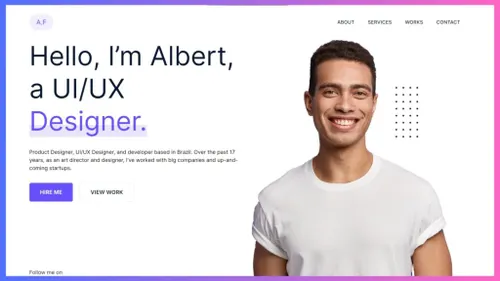 A.F
ABOUT SERVICES WORKS CONTACT
Hello, I'm Albert,
a UI/UX
Designer.
Product Designer, UI/UX Designer, and developer based in Brazil. Over the past 17
years, as an art director and designer, I've worked with big companies and up-and-
coming startups.
HIRE ME VIEW WORK
Follow me on